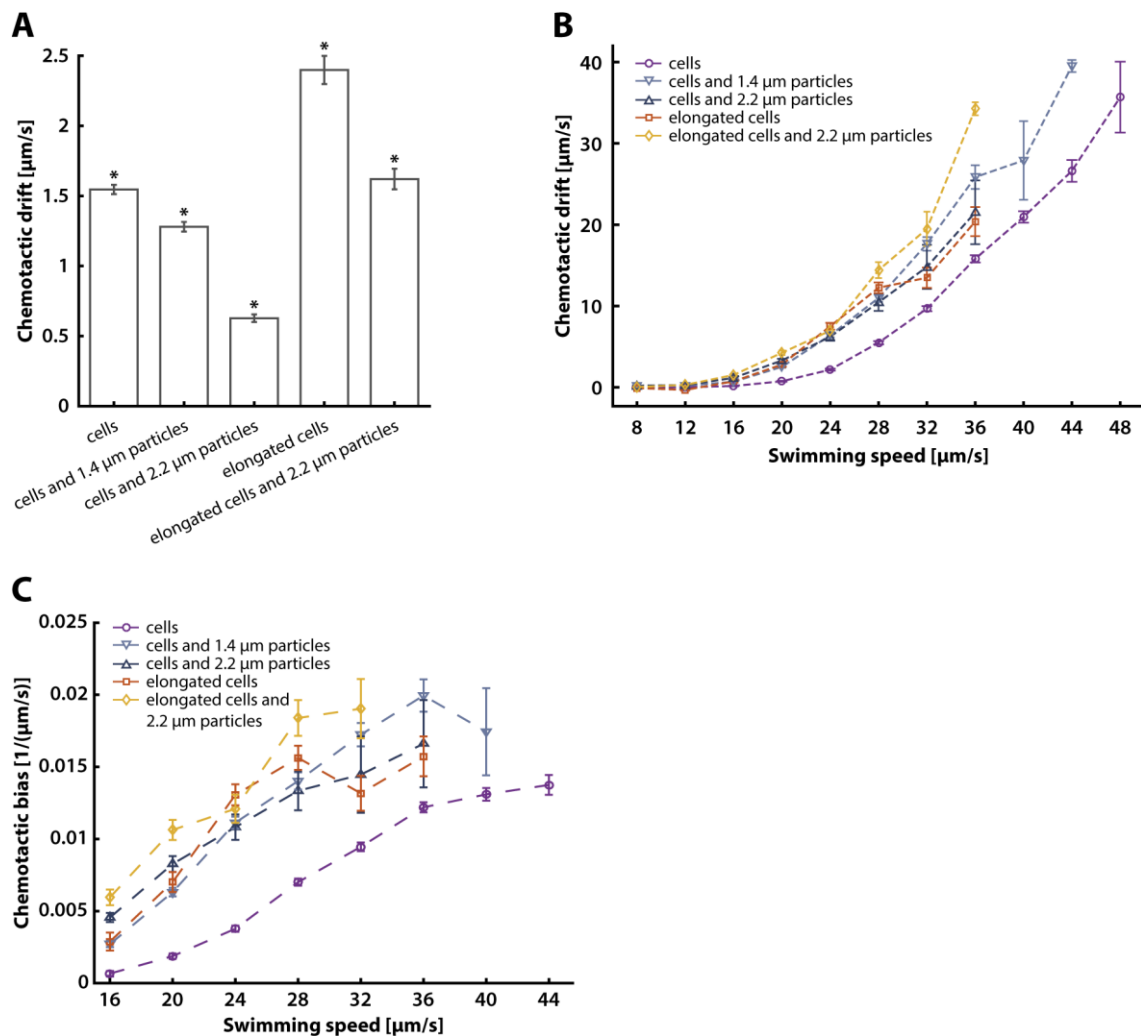 A
Chemotactic drift [µm/s]
2.5
2
1.5
1
0.5
0
*
*
*
*
*
cells
cells and 1.4 µm particles
cells and 2.2 µm particles
elongated cells
elongated cells and 2.2 µm particles
B
Chemotactic drift [µm/s]
40
30
20
10
0
cells
cells and 1.4 µm particles
cells and 2.2 µm particles
elongated cells
elongated cells and 2.2 µm particles
8 12 16 20 24 28 32 36 40 44 48
Swimming speed [µm/s]
C
Chemotactic bias [1/(µm/s)]
0.025
0.02
0.015
0.01
0.005
0
cells
cells and 1.4 µm particles
cells and 2.2 µm particles
elongated cells
elongated cells and
2.2 µm particles
16 20 24 28 32 36 40 44
Swimming speed [µm/s]